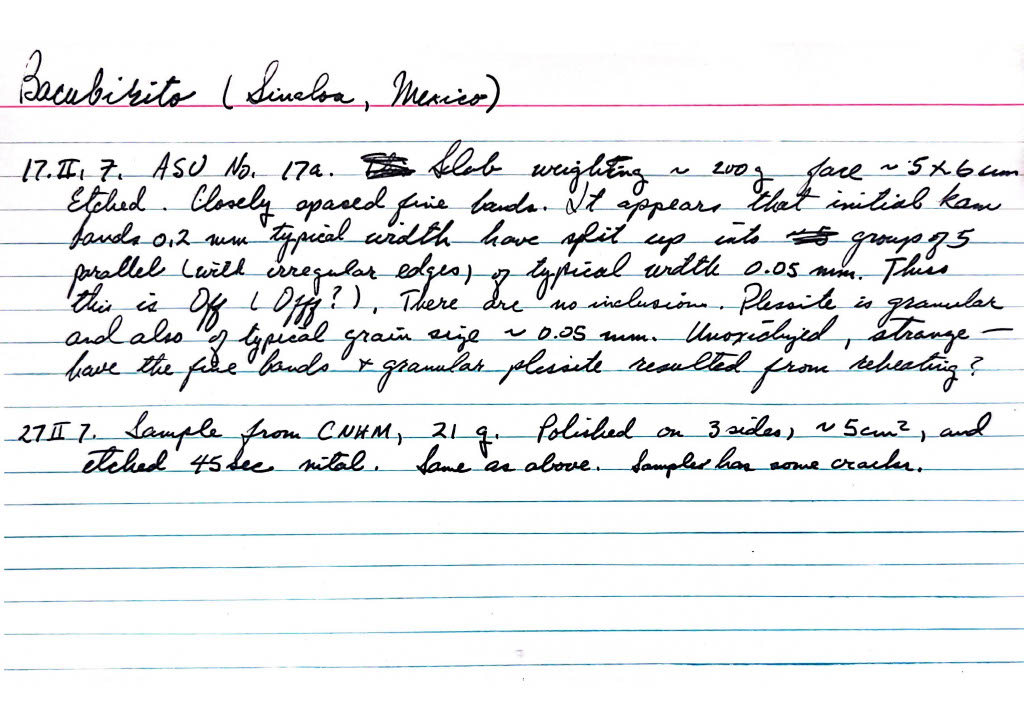 Bacubirito (Sinaloa, Mexico)
17.II.7. ASU No. 17a. Slab weighting ~ 200 g face ~ 5 x 6 cm
Etched. Closely spaced fine bands. It appears that initial kam
bands 0.2 mm typical width have split up into groups of 5
parallel (with irregular edges) of typical width 0.05 mm. Thus
this is Off (Offf?). There are no inclusions. Plessite is granular
and also of typical grain size ~ 0.05 mm. Unoxidized, strange —
have the fine bands & granular plessite resulted from reheating?
27 II 7. Sample from CNHM, 21 g. Polished on 3 sides, ~ 5 cm², and
etched 45 sec nital. Same as above. Sample has some cracks.